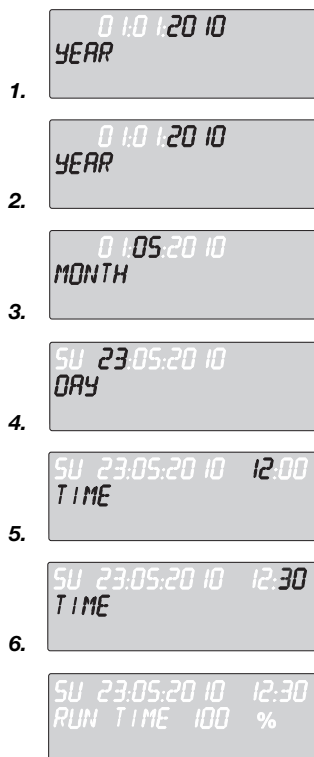 01:01:2010
YEAR
1.
01:01:2010
YEAR
2.
01:05:2010
MONTH
3.
SU 23:05:2010
DAY
4.
SU 23:05:2010 12:00
TIME
5.
SU 23:05:2010 12:30
TIME
6.
SU 23:05:2010 12:30
RUN TIME 100 %